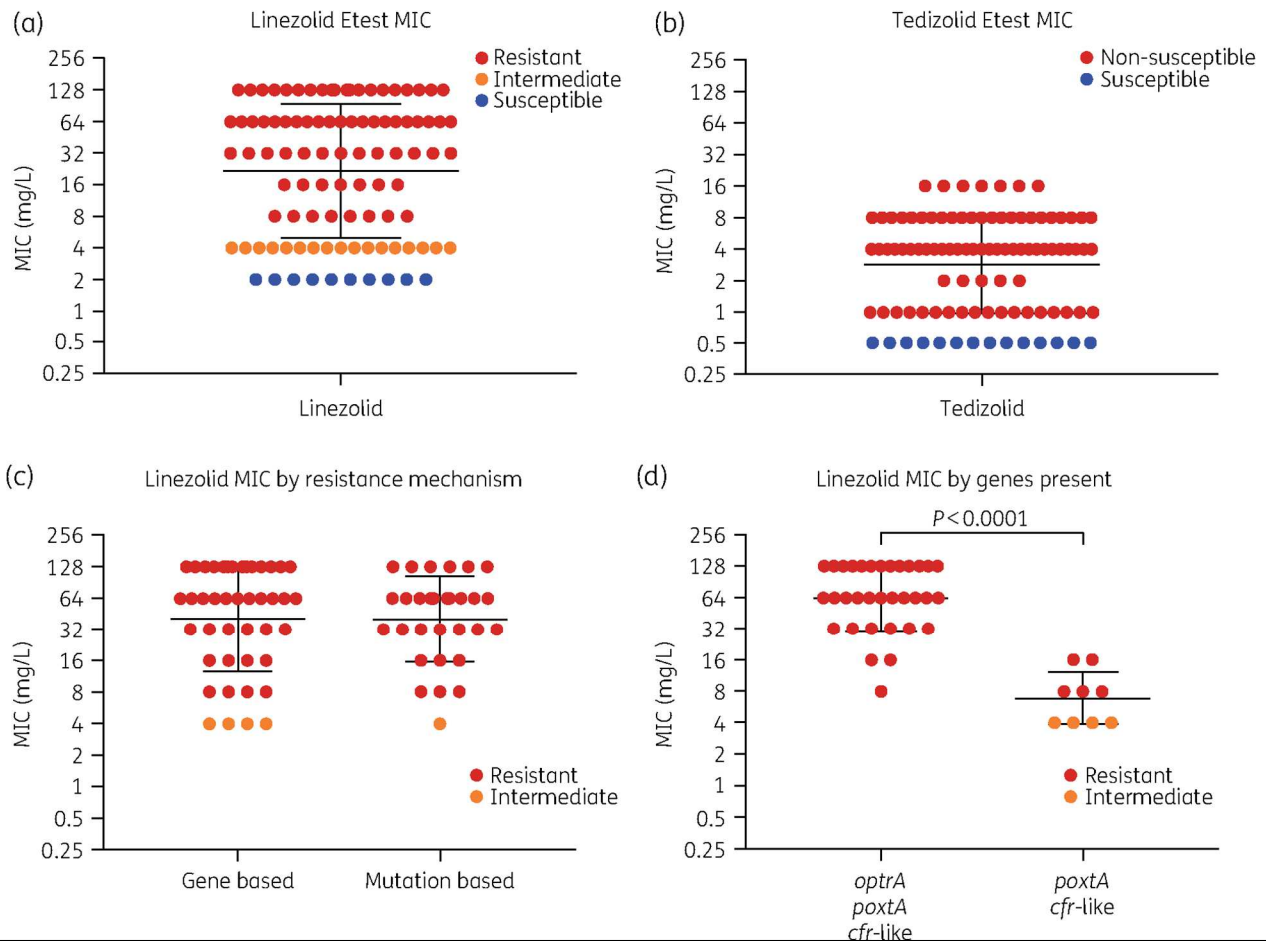 (a)
Linezolid Etest MIC
Resistant
Intermediate
Susceptible
256
128
64
32
16
8
4
2
1
0.5
0.25
MIC (mg/L)
Linezolid
(b)
Tedizolid Etest MIC
Non-susceptible
Susceptible
256
128
64
32
16
8
4
2
1
0.5
0.25
MIC (mg/L)
Tedizolid
(c)
Linezolid MIC by resistance mechanism
256
128
64
32
16
8
4
2
1
0.5
0.25
MIC (mg/L)
Resistant
Intermediate
Gene based
Mutation based
(d)
Linezolid MIC by genes present
P<0.0001
256
128
64
32
16
8
4
2
1
0.5
0.25
MIC (mg/L)
Resistant
Intermediate
optrA
poxtA
cfr-like
poxtA
cfr-like